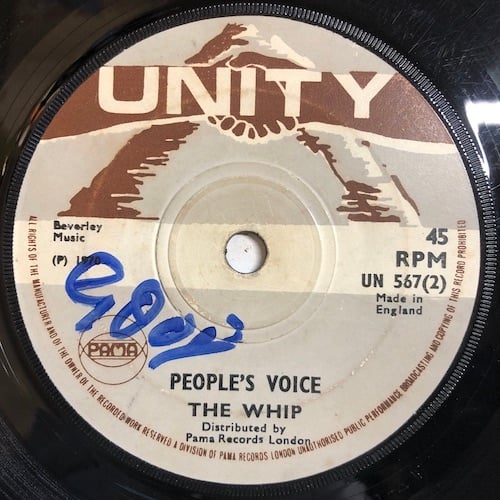 UNITY
Beverley
Music
(P) 1970
45
RPM
UN 567(2)
Made in
England
PAMA
PEOPLE'S VOICE
THE WHIP
Distributed by
Pama Records London
ALL RIGHTS OF THE MANUFACTURER AND OF THE OWNER OF THE RECORDED WORK RESERVED A DIVISION OF PAMA RECORDS LONDON UNAUTHORISED PUBLIC PERFORMANCE BROADCASTING AND COPYING OF THIS RECORD PROHIBITED